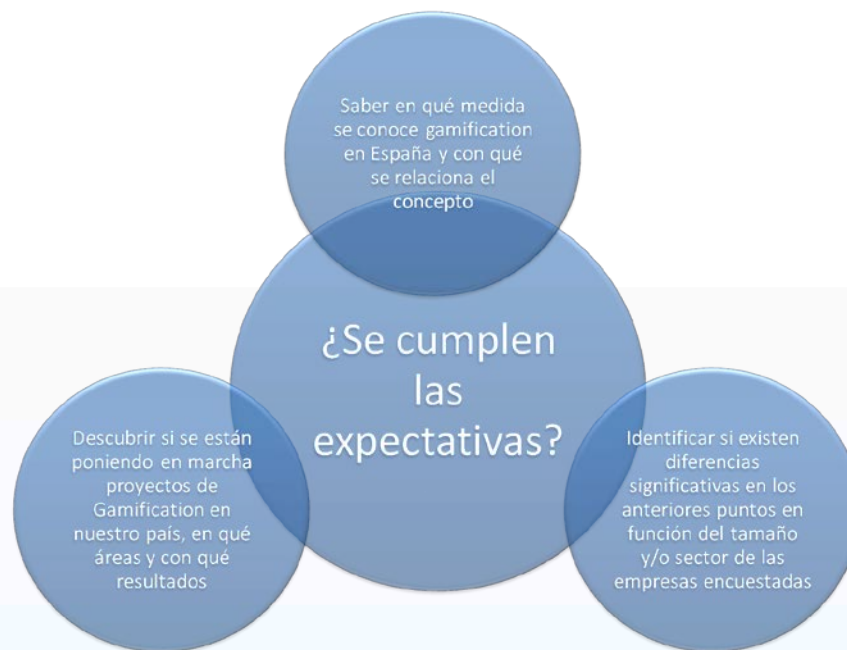 Saber en qué medida
se conoce gamification
en España y con qué
se relaciona el
concepto
¿Se cumplen
las
expectativas?
Descubrir si se están
poniendo en marcha
proyectos de
Gamification en
nuestro país, en qué
áreas y con qué
resultados
Identificar si existen
diferencias
significativas en los
anteriores puntos en
función del tamaño
y/o sector de las
empresas encuestadas